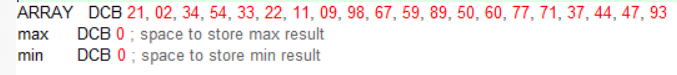 ARRAY DCB 21, 02, 34, 54, 33, 22, 11, 09, 98, 67, 59, 89, 50, 60, 77, 71, 37, 44, 47, 93
max DCB 0 ; space to store max result
min DCB 0 ; space to store min result